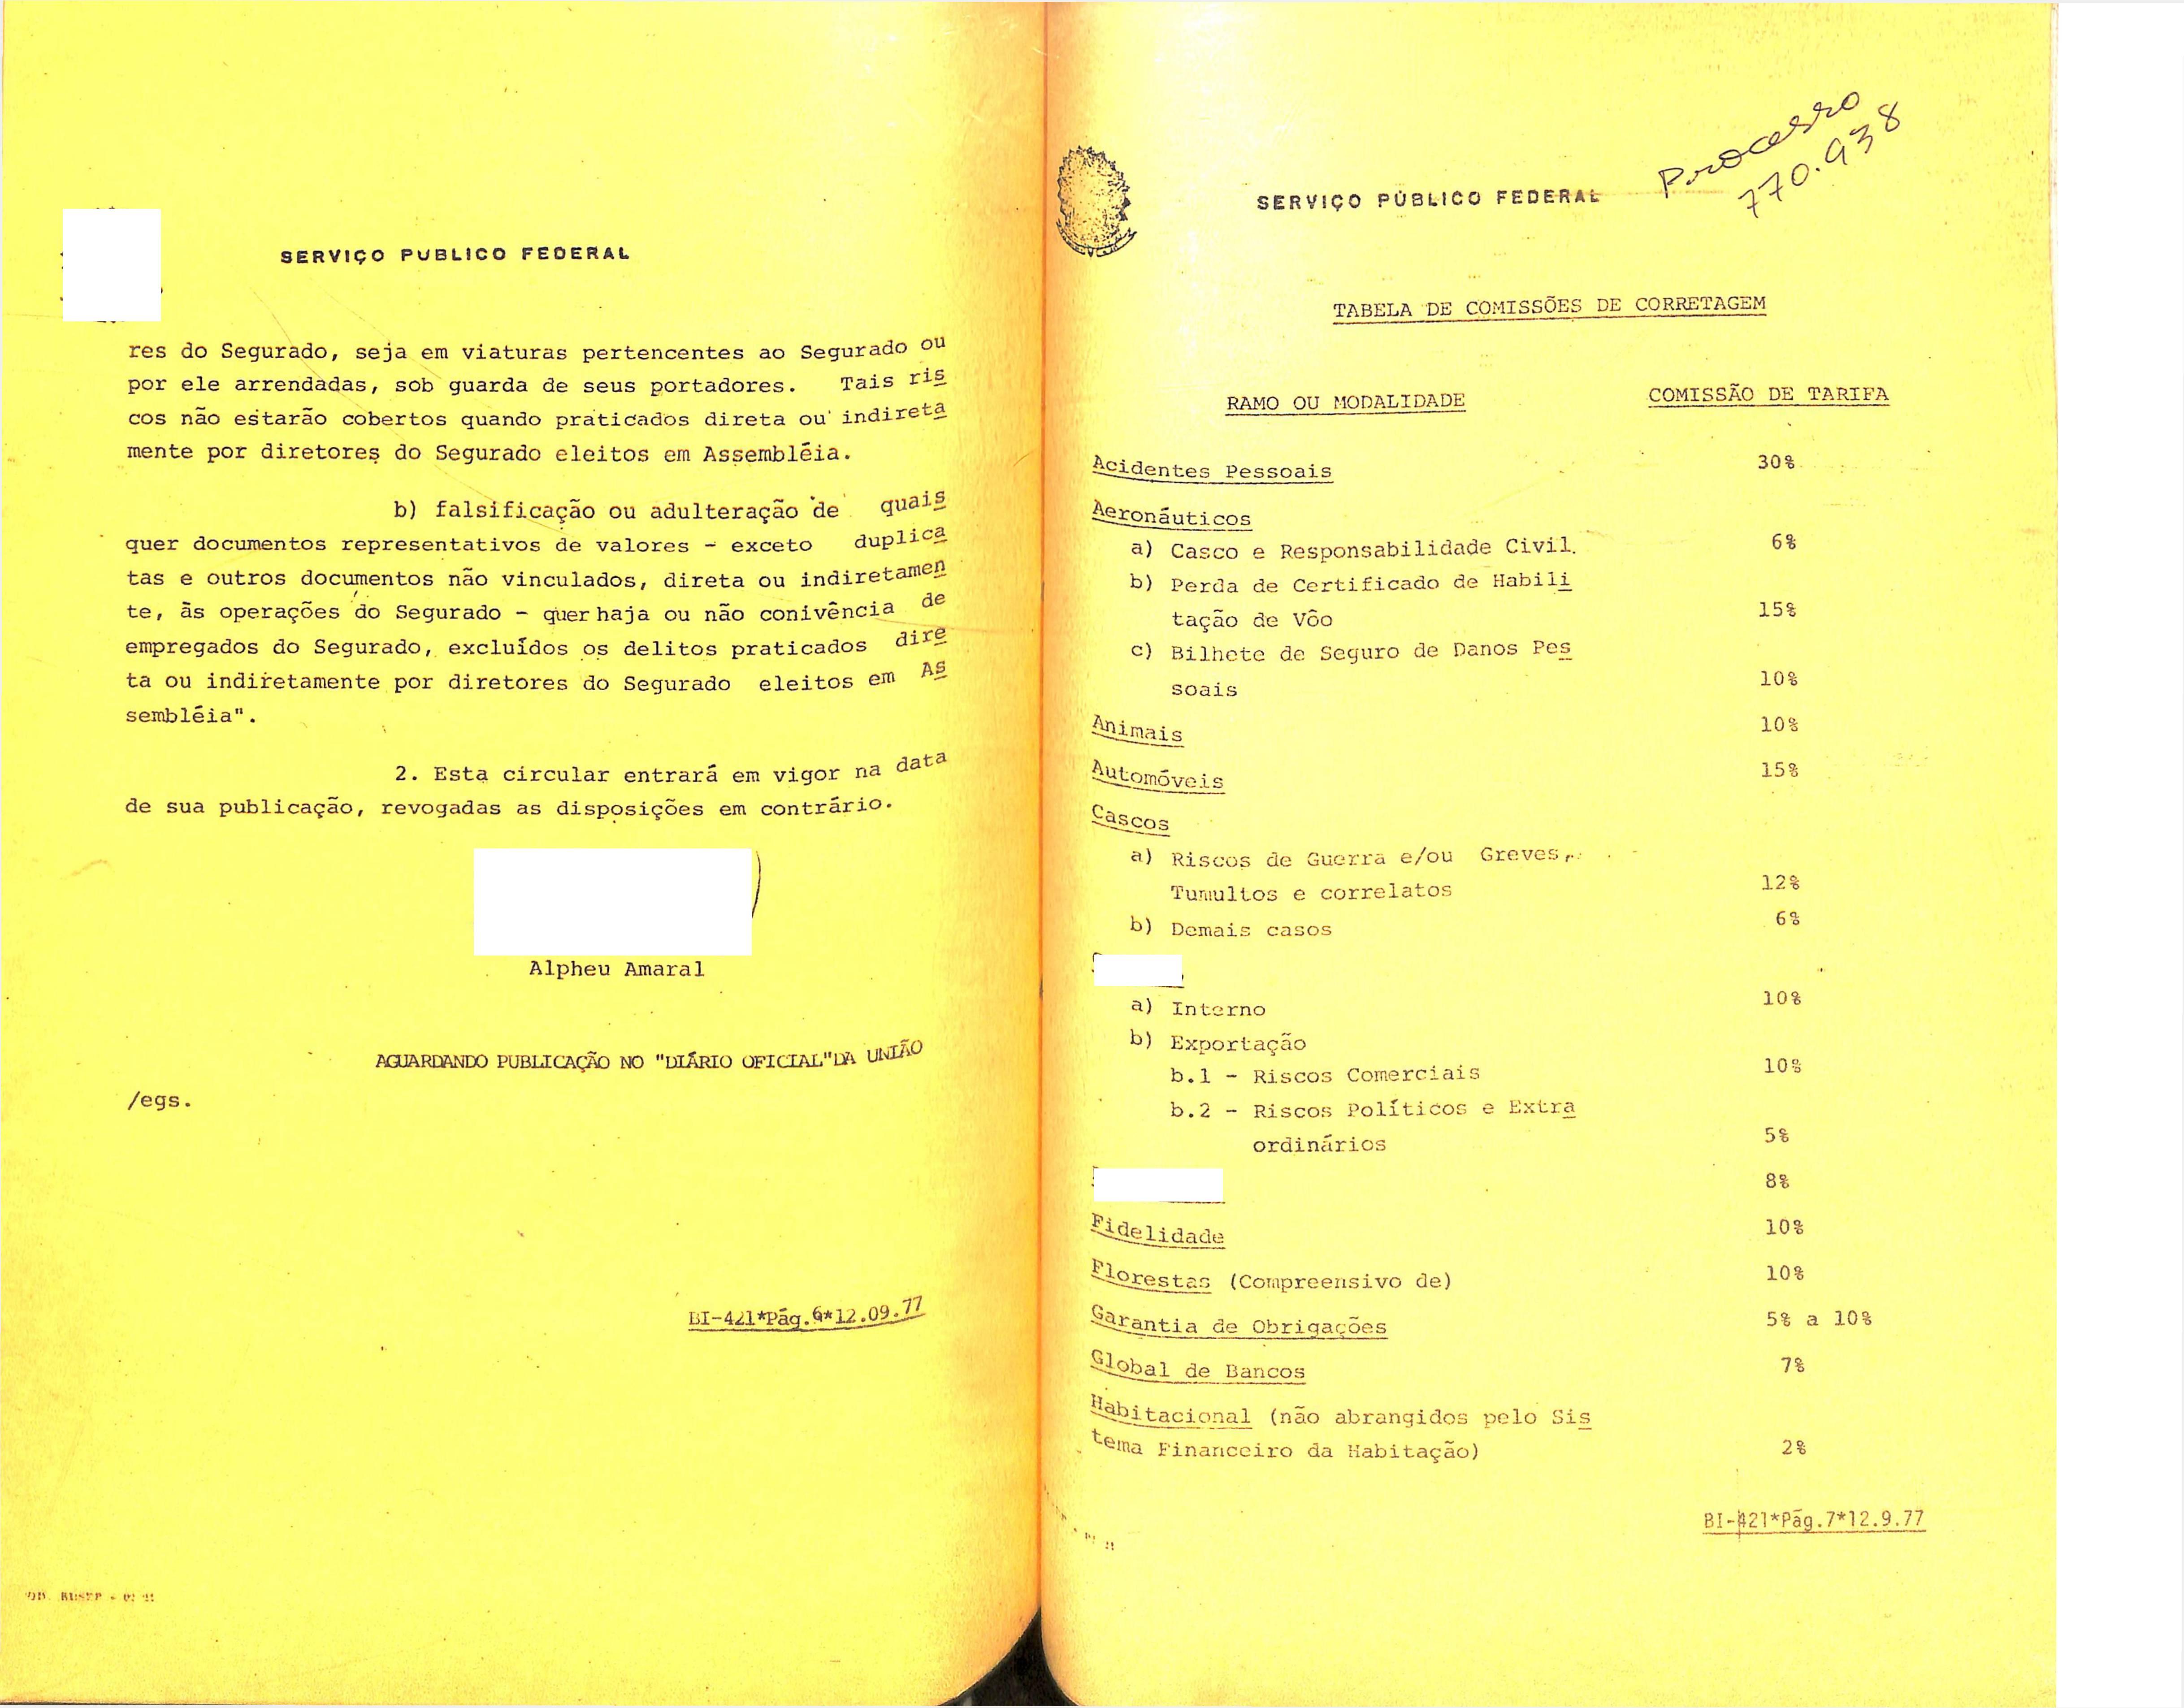 SERVIÇO PUBLICO FEDERAL
res do Segurado, seja em viaturas pertencentes ao Segurado ou
por ele arrendadas, sob guarda de seus portadores. Tais ris
cos não estarão cobertos quando praticados direta ou indireta
mente por diretores do Segurado eleitos em Assembléia.
b) falsificação ou adulteração de quais
quer documentos representativos de valores - exceto duplica
tas e outros documentos não vinculados, direta ou indiretamen
te, às operações do Segurado - quer haja ou não conivência de
empregados do Segurado, excluídos os delitos praticados dire
ta ou indiretamente por diretores do Segurado eleitos em As
sembléia".
2. Esta circular entrará em vigor na data
de sua publicação, revogadas as disposições em contrário.
Alpheu Amaral
AGUARDANDO PUBLICAÇÃO NO "DIÁRIO OFICIAL"DA UNIÃO
/egs.
BI-421*Pág.6*12.09.77
Processo
770.938
SERVIÇO PÚBLICO FEDERAL
TABELA DE COMISSÕES DE CORRETAGEM
RAMO OU MODALIDADE COMISSÃO DE TARIFA
Acidentes Pessoais 30%
Aeronáuticos
a) Casco e Responsabilidade Civil. 6%
b) Perda de Certificado de Habili
tação de Vôo 15%
c) Bilhete de Seguro de Danos Pes
soais 10%
Animais 10%
Automóveis 15%
Cascos
a) Riscos de Guerra e/ou Greves,
Tumultos e correlatos 12%
b) Demais casos 6%
a) Interno 10%
b) Exportação
b.1 - Riscos Comerciais 10%
b.2 - Riscos Políticos e Extra
ordinários 5%
8%
Fidelidade 10%
Florestas (Compreensivo de) 10%
Garantia de Obrigações 5% a 10%
Global de Bancos 7%
Habitacional (não abrangidos pelo Sis
tema Financeiro da Habitação) 2%
BI-421*Pág.7*12.9.77